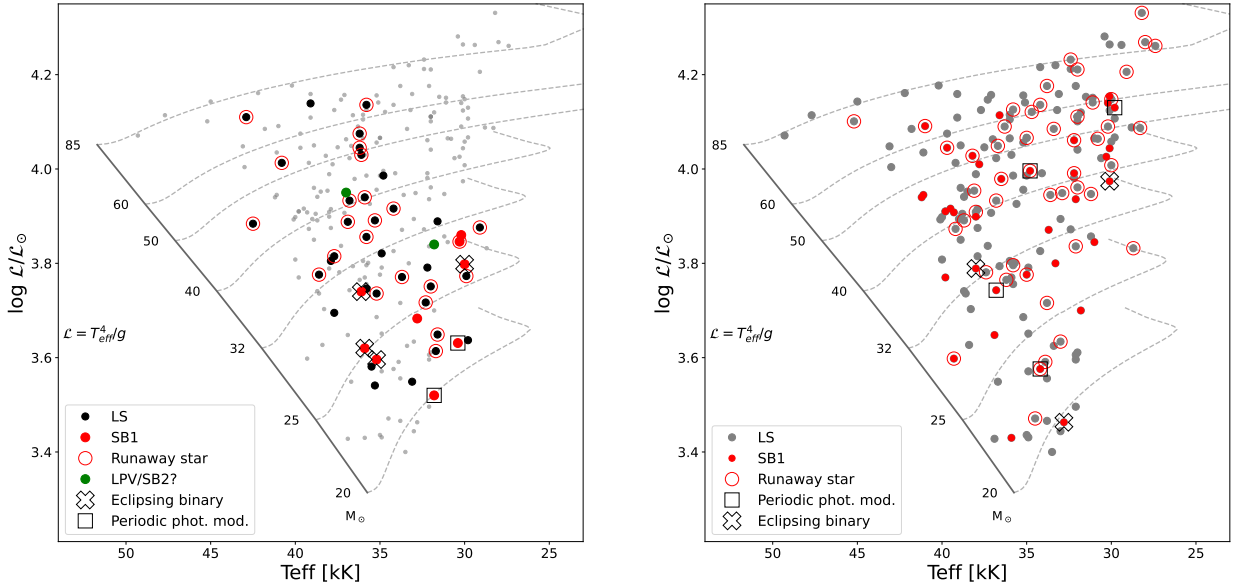 4.2
4.0
3.8
3.6
3.4
log ℒ/ℒ⊙
85
60
50
40
32
25
20
M⊙
ℒ = T⁴eff/g
LS
SB1
Runaway star
LPV/SB2?
Eclipsing binary
Periodic phot. mod.
50
45
40
35
30
25
Teff [kK]
4.2
4.0
3.8
3.6
3.4
log ℒ/ℒ⊙
85
60
50
40
32
25
20
M⊙
ℒ = T⁴eff/g
LS
SB1
Runaway star
Periodic phot. mod.
Eclipsing binary
50
45
40
35
30
25
Teff [kK]